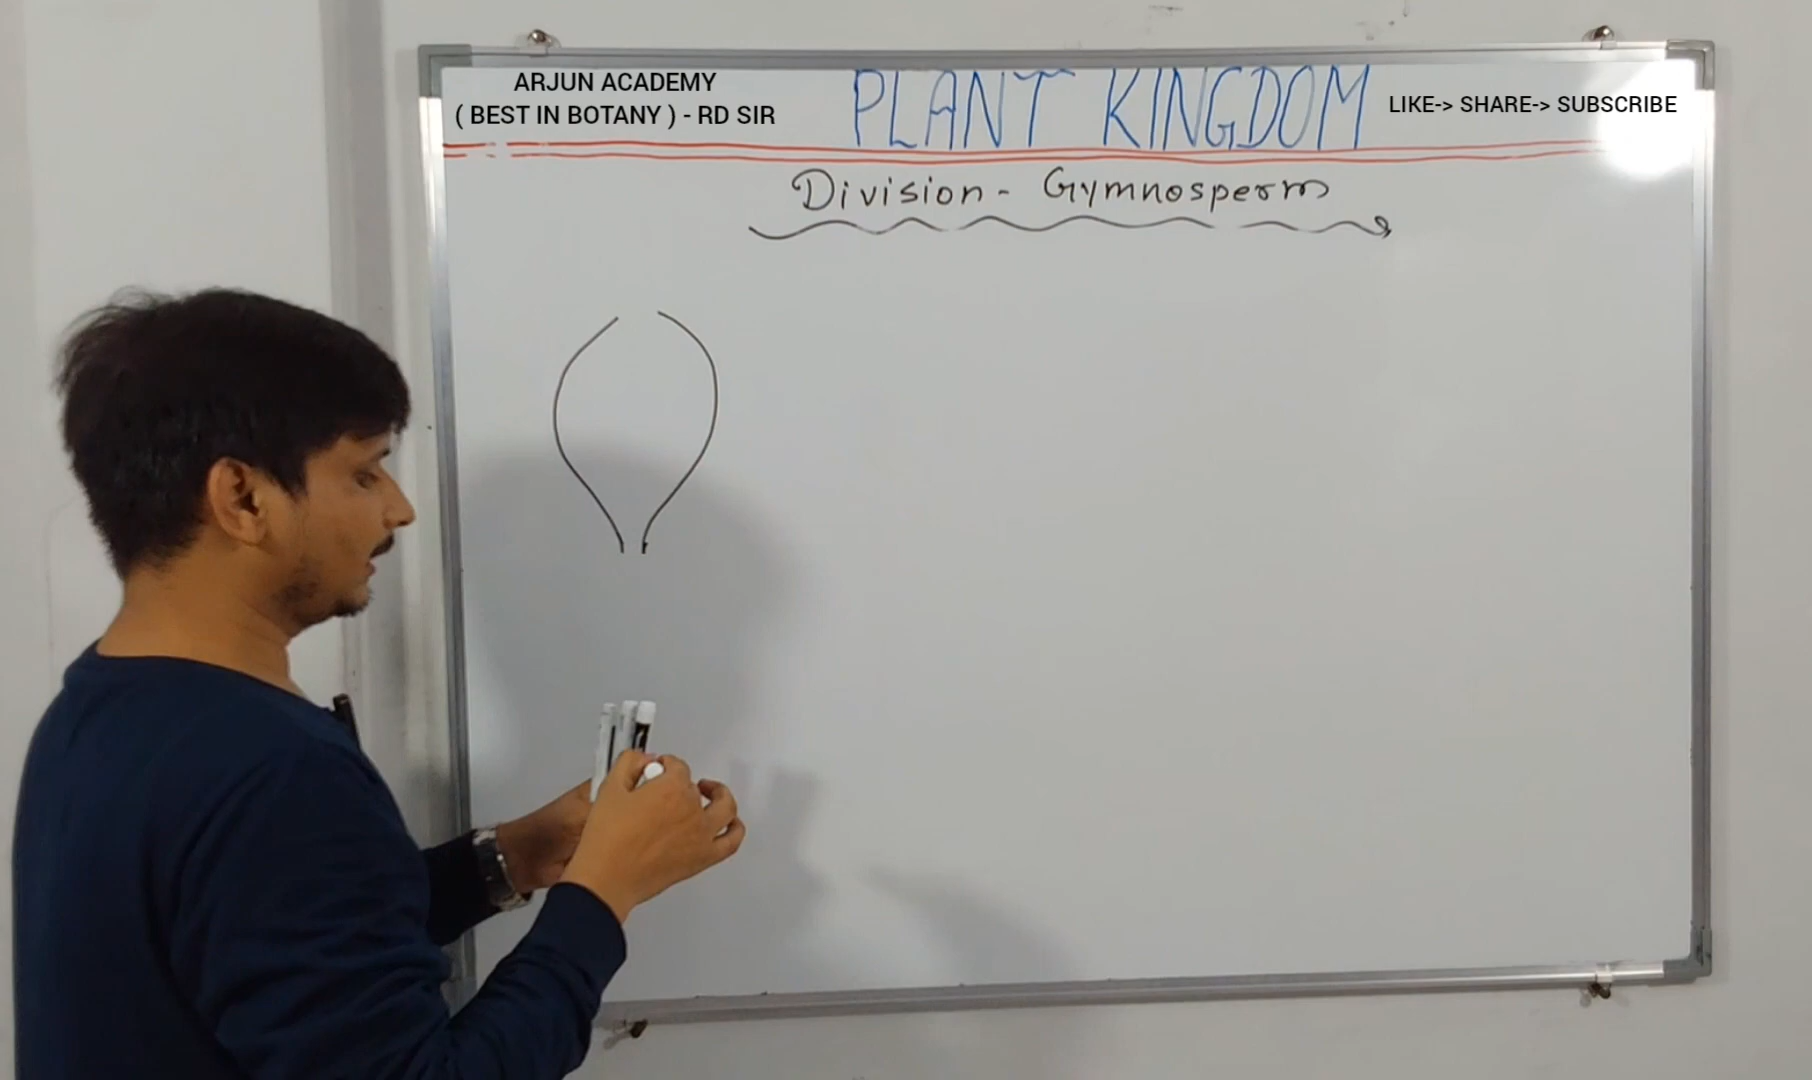 ARJUN ACADEMY
( BEST IN BOTANY ) - RD SIR
PLANT KINGDOM
LIKE-> SHARE-> SUBSCRIBE
Division - Gymnosperm